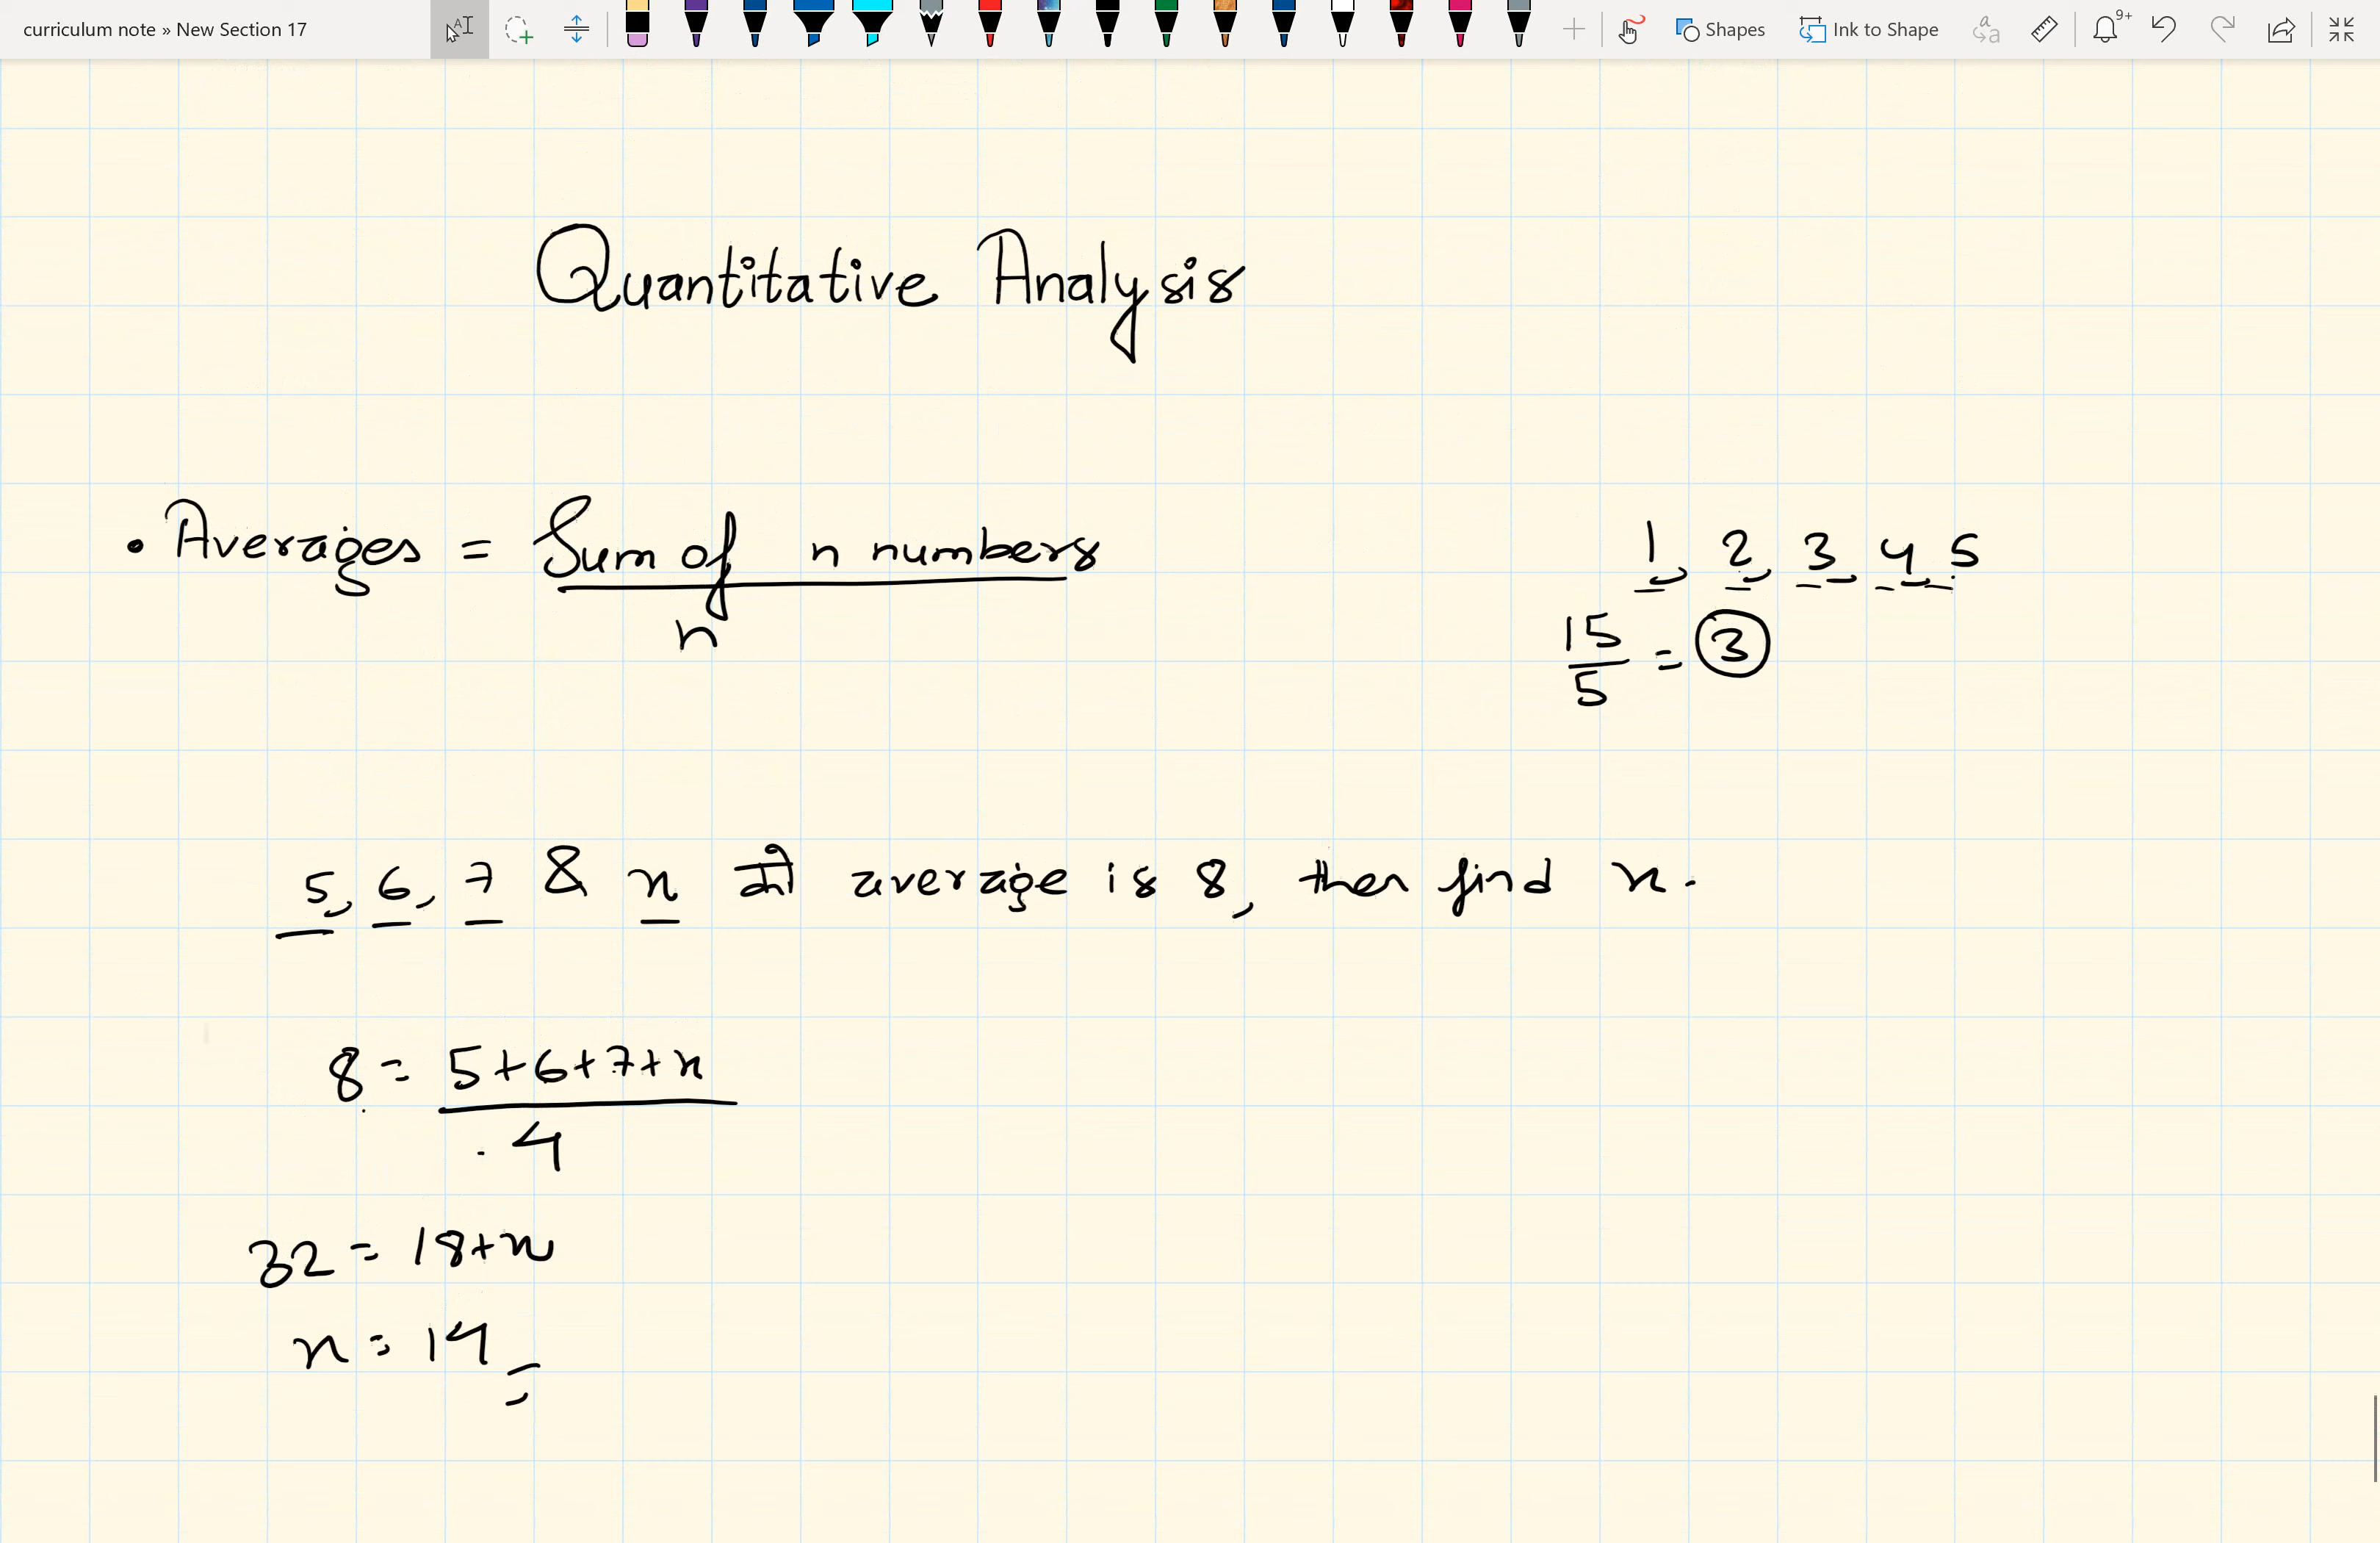 curriculum note » New Section 17
Shapes
Ink to Shape
9+
Quantitative Analysis
• Averages = Sum of n numbers
n
1, 2, 3, 4, 5
15
5
= 3
5, 6, 7 & x की average is 8, then find x.
8 = 5+6+7+x
4
32 = 18+x
x = 14